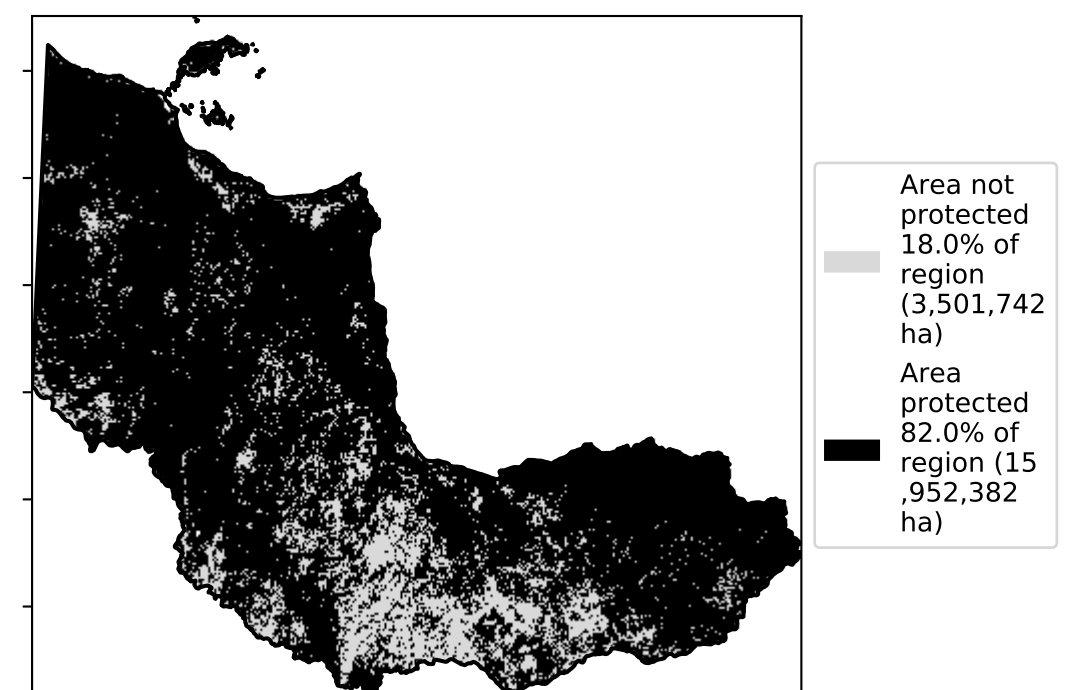 Area not
protected
18.0% of
region
(3,501,742
ha)
Area
protected
82.0% of
region (15
,952,382
ha)